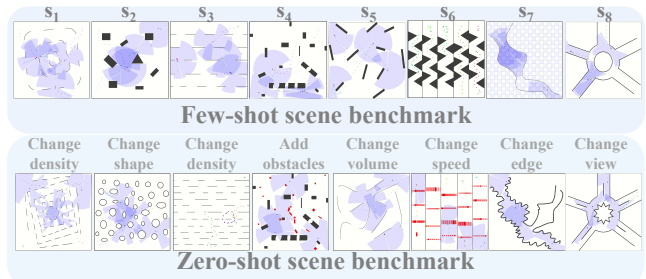 s1 s2 s3 s4 s5 s6 s7 s8
Few-shot scene benchmark
Change density Change shape Change density Add obstacles Change volume Change speed Change edge Change view
Zero-shot scene benchmark